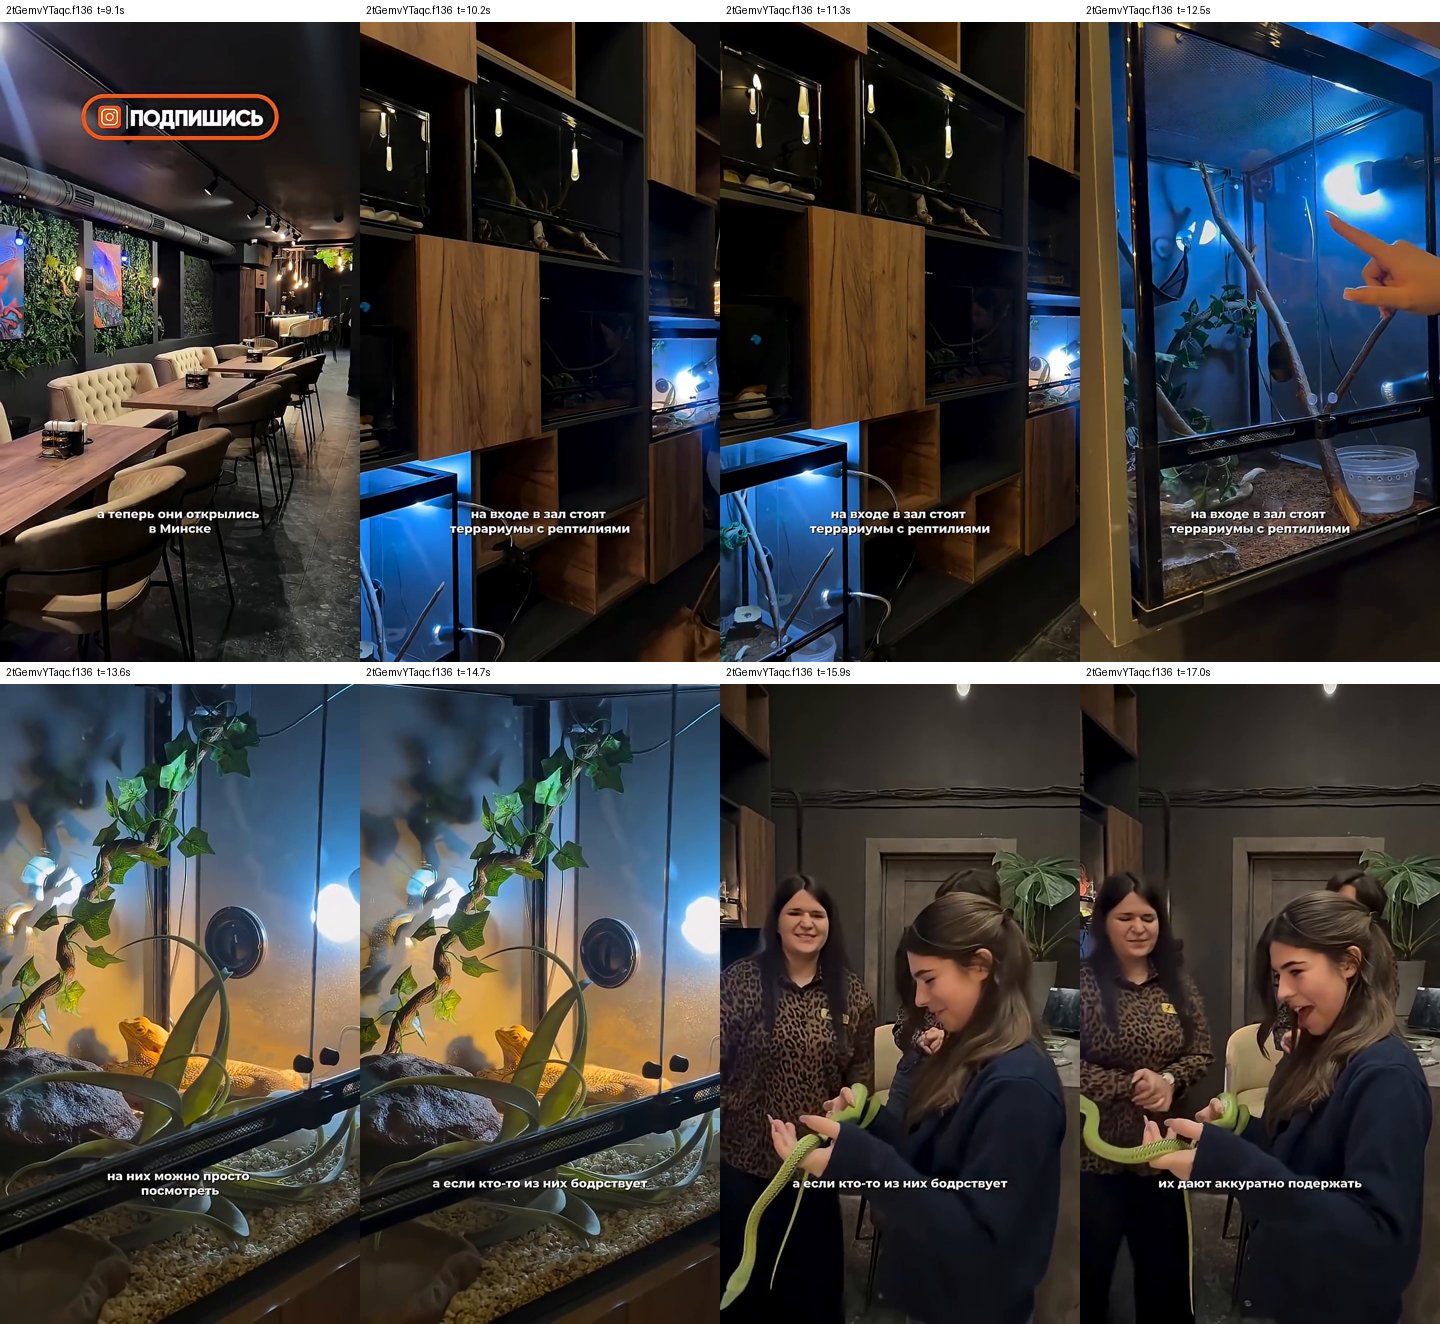 2tGemvYTaqc.f136 t=9.1s
2tGemvYTaqc.f136 t=10.2s
2tGemvYTaqc.f136 t=11.3s
2tGemvYTaqc.f136 t=12.5s
ПОДПИШИСЬ
а теперь они открылись
в Минске
на входе в зал стоят
террариумы с рептилиями
на входе в зал стоят
террариумы с рептилиями
на входе в зал стоят
террариумы с рептилиями
2tGemvYTaqc.f136 t=13.6s
2tGemvYTaqc.f136 t=14.7s
2tGemvYTaqc.f136 t=15.9s
2tGemvYTaqc.f136 t=17.0s
на них можно просто
посмотреть
а если кто-то из них бодрствует
а если кто-то из них бодрствует
их дают аккуратно подержать